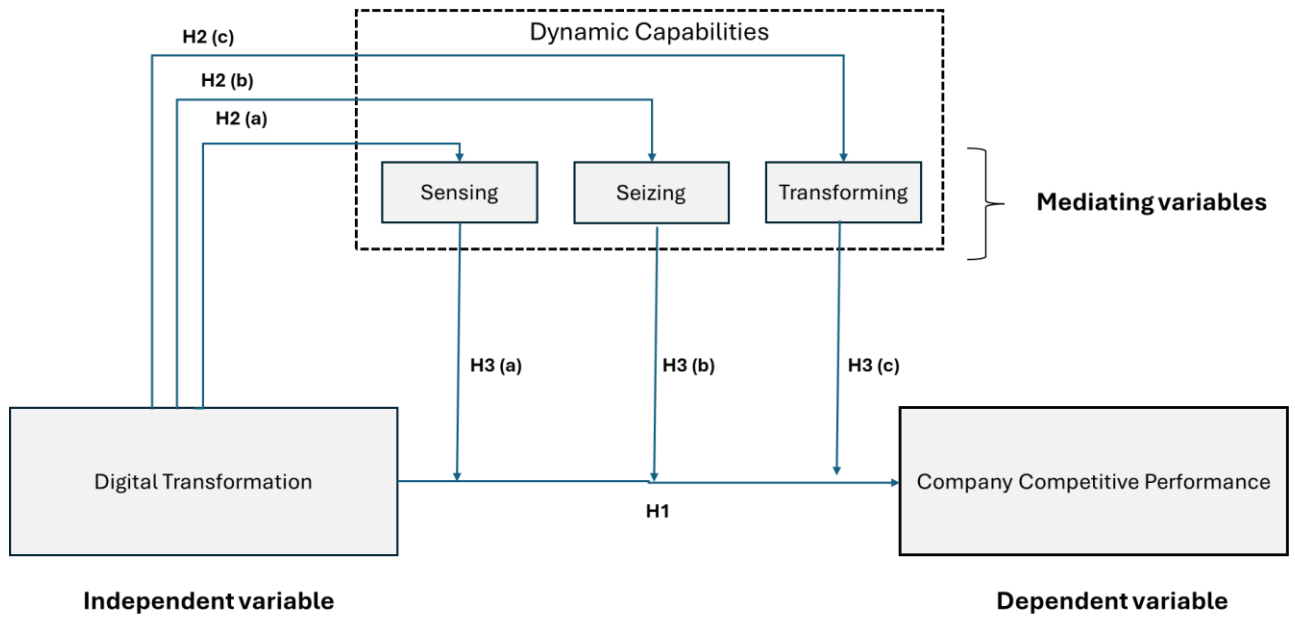 Dynamic Capabilities
H2 (c)
H2 (b)
H2 (a)
Sensing
Seizing
Transforming
Mediating variables
H3 (a)
H3 (b)
H3 (c)
Digital Transformation
Company Competitive Performance
H1
Independent variable
Dependent variable